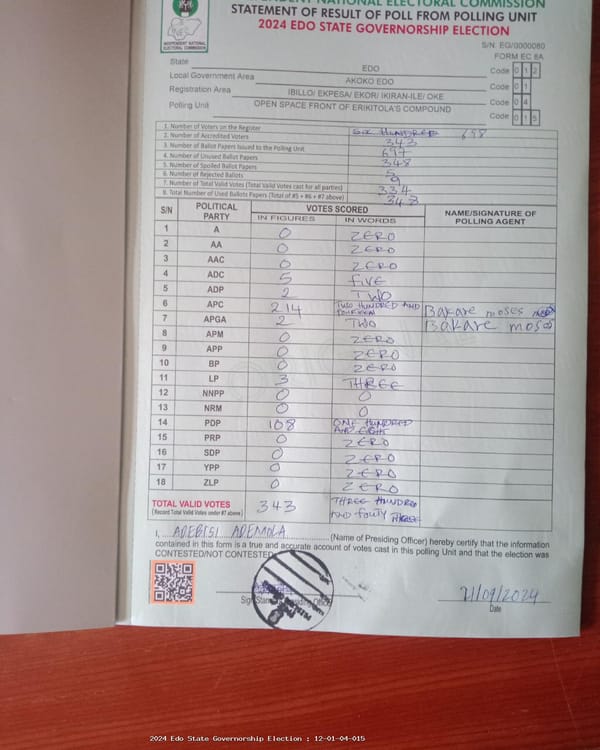 INDEPENDENT NATIONAL ELECTORAL COMMISSION
STATEMENT OF RESULT OF POLL FROM POLLING UNIT
2024 EDO STATE GOVERNORSHIP ELECTION
INDEPENDENT NATIONAL ELECTORAL COMMISSION
S/N. EG/0000080
FORM EC 8A
State EDO Code 0 1 2
Local Government Area AKOKO EDO Code 0 1
Registration Area IBILLO/ EKPESA/ EKOR/ IKIRAN-ILE/ OKE Code 0 4
Polling Unit OPEN SPACE FRONT OF ERIKITOLA'S COMPOUND Code 0 1 5
1. Number of Voters on the Register 698
2. Number of Accredited Voters 343
3. Number of Ballot Papers Issued to the Polling Unit 697
4. Number of Unused Ballot Papers 348
5. Number of Spoiled Ballot Papers 5
6. Number of Rejected Ballots 9
7. Number of Total Valid Votes (Total Valid Votes cast for all parties) 334
8. Total Number of Used Ballots Papers (Total of #5 + #6 + #7 above) 343
S/N POLITICAL PARTY VOTES SCORED NAME/SIGNATURE OF POLLING AGENT
IN FIGURES IN WORDS
1 A 0 ZERO
2 AA 0 ZERO
3 AAC 0 ZERO
4 ADC 5 FIVE
5 ADP 2 TWO
6 APC 214 TWO HUNDRED AND FOURTEEN Bakare moses
7 APGA 2 TWO Bakare moses
8 APM 0 ZERO
9 APP 0 ZERO
10 BP 0 ZERO
11 LP 3 THREE
12 NNPP 0 0
13 NRM 0 0
14 PDP 108 ONE HUNDRED AND EIGHT
15 PRP 0 ZERO
16 SDP 0 ZERO
17 YPP 0 ZERO
18 ZLP 0 ZERO
TOTAL VALID VOTES 343 THREE HUNDRED AND FOUTY THREE
(Record Total Valid Votes under #7 above)
I, ADEBISI ADEMOLA (Name of Presiding Officer) hereby certify that the information
contained in this form is a true and accurate account of votes cast in this polling Unit and that the election was
CONTESTED/NOT CONTESTED
21/09/2024
Date
2024 Edo State Governorship Election : 12-01-04-015